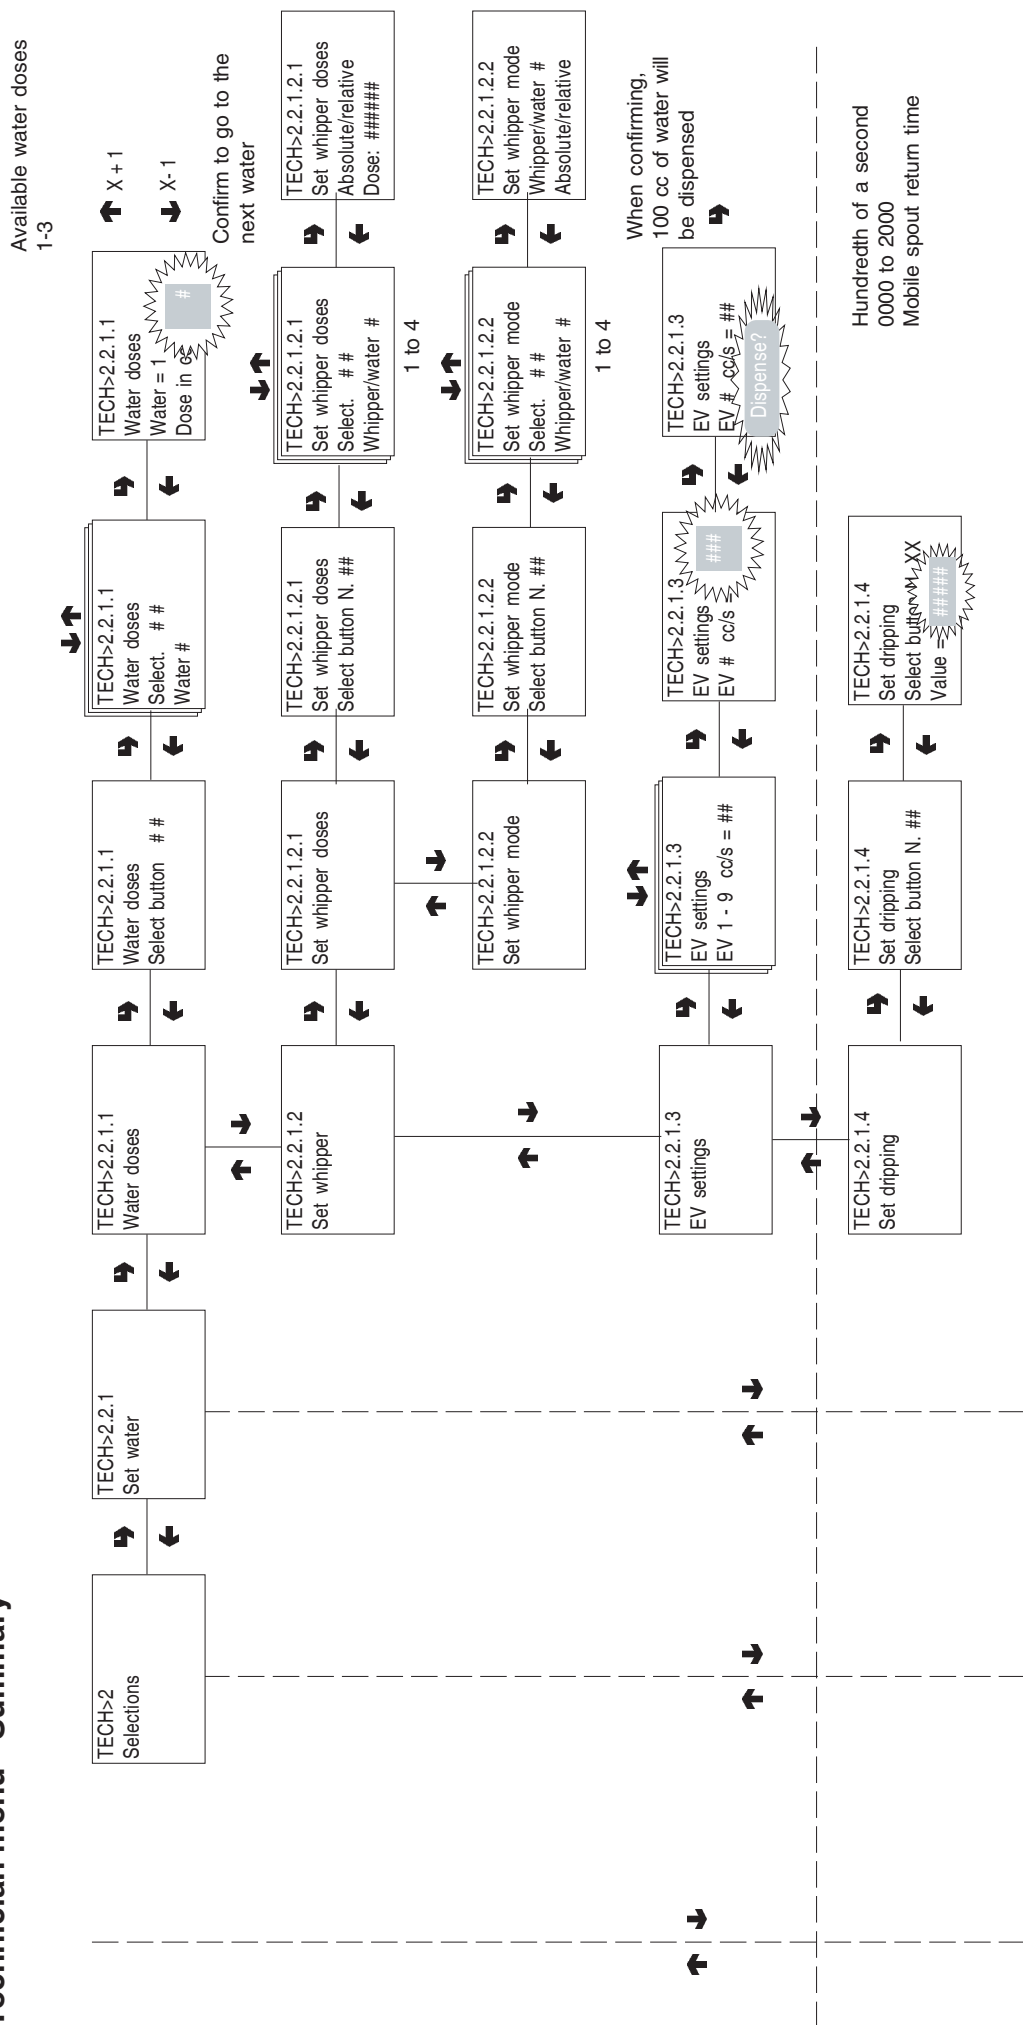 Technician menu - Summary
TECH>2
Selections
TECH>2.2.1
Set water
TECH>2.2.1.1
Water doses
TECH>2.2.1.1
Water doses
Select button # #
TECH>2.2.1.1
Water doses
Select. # #
Water #
TECH>2.2.1.1
Water doses
Water = 1
Dose in cc
#
Available water doses
1-3
X + 1
X - 1
Confirm to go to the
next water
TECH>2.2.1.2
Set whipper
TECH>2.2.1.2.1
Set whipper doses
TECH>2.2.1.2.1
Set whipper doses
Select button N. ##
TECH>2.2.1.2.1
Set whipper doses
Select. # #
Whipper/water #
1 to 4
TECH>2.2.1.2.1
Set whipper doses
Absolute/relative
Dose: ######
TECH>2.2.1.2.2
Set whipper mode
TECH>2.2.1.2.2
Set whipper mode
Select button N. ##
TECH>2.2.1.2.2
Set whipper mode
Select. # #
Whipper/water #
1 to 4
TECH>2.2.1.2.2
Set whipper mode
Whipper/water #
Absolute/relative
TECH>2.2.1.3
EV settings
TECH>2.2.1.3
EV settings
EV 1 - 9 cc/s = ##
TECH>2.2.1.3
EV settings
EV # cc/s =
###
TECH>2.2.1.3
EV settings
EV # cc/s = ##
Dispense?
When confirming,
100 cc of water will
be dispensed
TECH>2.2.1.4
Set dripping
TECH>2.2.1.4
Set dripping
Select button N. ##
TECH>2.2.1.4
Set dripping
Select button N. XX
Value =
#####
Hundredth of a second
0000 to 2000
Mobile spout return time